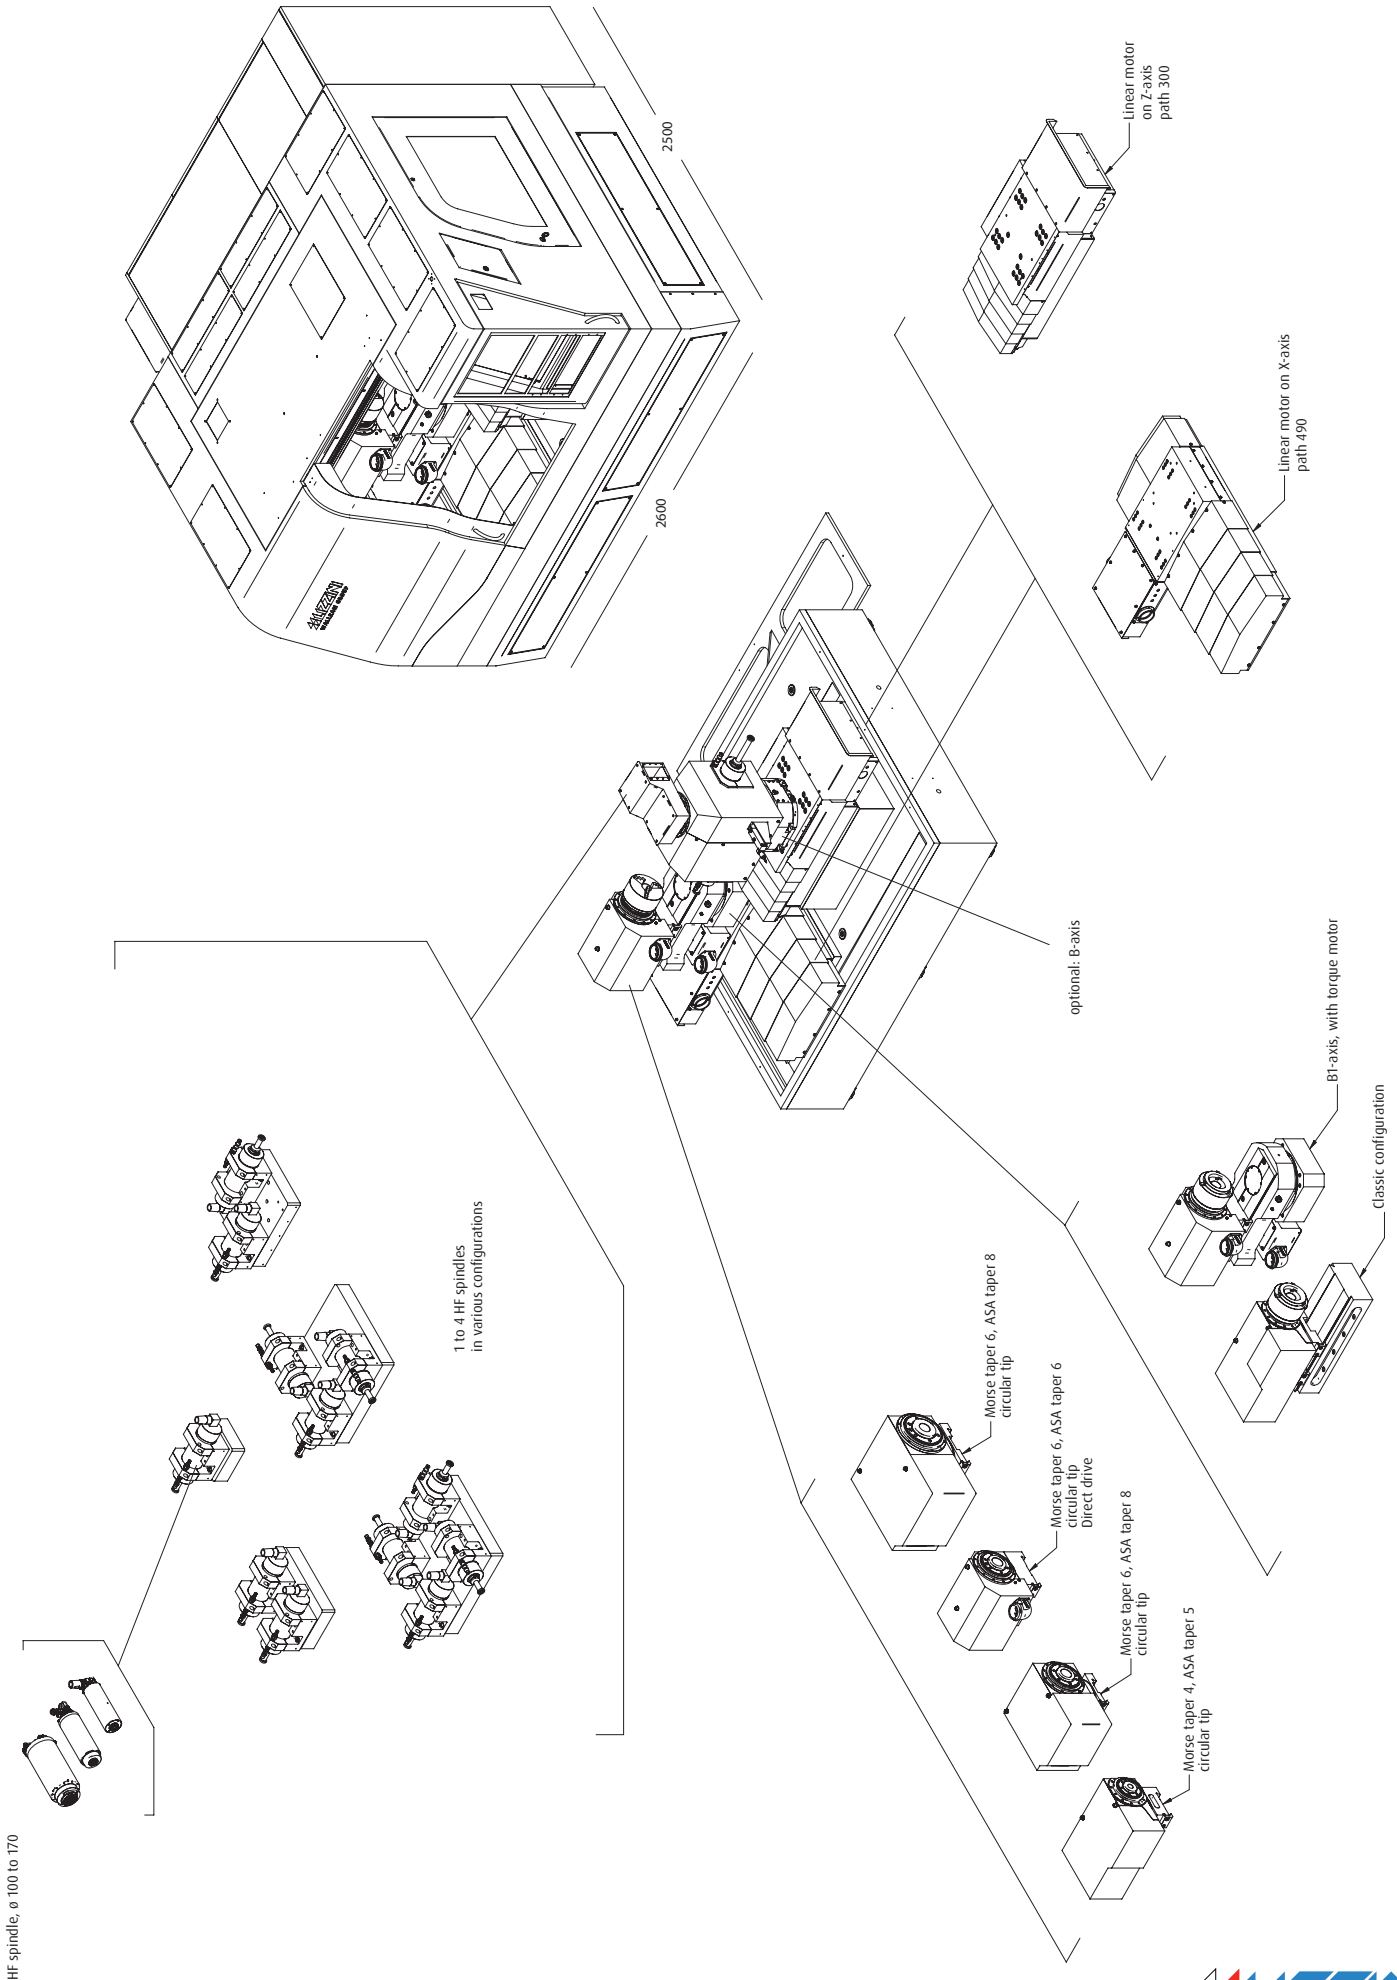 HF spindle, ø 100 to 170
1 to 4 HF spindles
in various configurations
2500
2600
Linear motor
on Z-axis
path 300
Linear motor on X-axis
path 490
optional: B-axis
B1-axis, with torque motor
Classic configuration
Morse taper 6, ASA taper 8
circular tip
Morse taper 6, ASA taper 6
circular tip
Direct drive
Morse taper 6, ASA taper 8
circular tip
Morse taper 4, ASA taper 5
circular tip